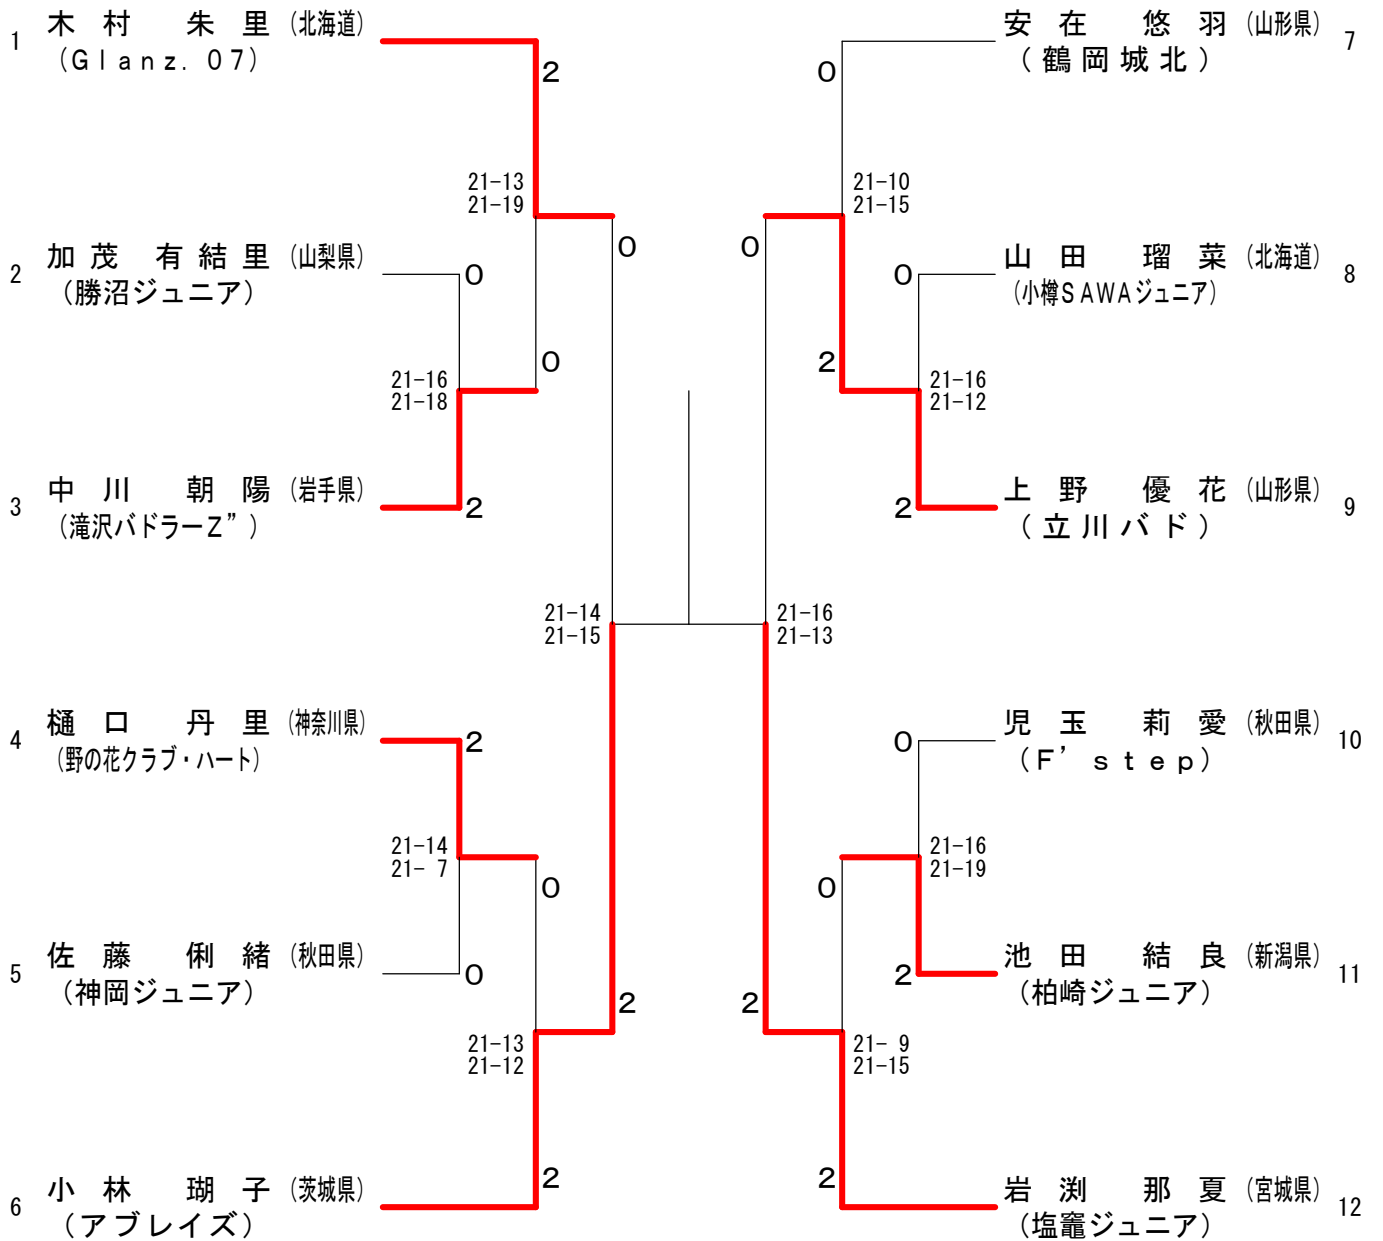 1 木村 朱里 (北海道)
(Glanz.07)
2
21-13
21-19
0
2 加茂 有結里 (山梨県)
(勝沼ジュニア)
0
0
21-16
21-18
3 中川 朝陽 (岩手県)
(滝沢バドラーZ”)
2
21-14
21-15
4 樋口 丹里 (神奈川県)
(野の花クラブ・ハート)
2
21-14
21- 7
0
5 佐藤 俐緒 (秋田県)
(神岡ジュニア)
0
2
21-13
21-12
2
6 小林 瑚子 (茨城県)
(アブレイズ)
安在 悠羽 (山形県) 7
(鶴岡城北)
0
21-10
21-15
0
山田 瑠菜 (北海道) 8
(小樽SAWAジュニア)
0
2
21-16
21-12
上野 優花 (山形県) 9
(立川バド)
2
21-16
21-13
児玉 莉愛 (秋田県) 10
(F’step)
0
21-16
21-19
0
池田 結良 (新潟県) 11
(柏崎ジュニア)
2
2
21- 9
21-15
2
岩渕 那夏 (宮城県) 12
(塩竈ジュニア)